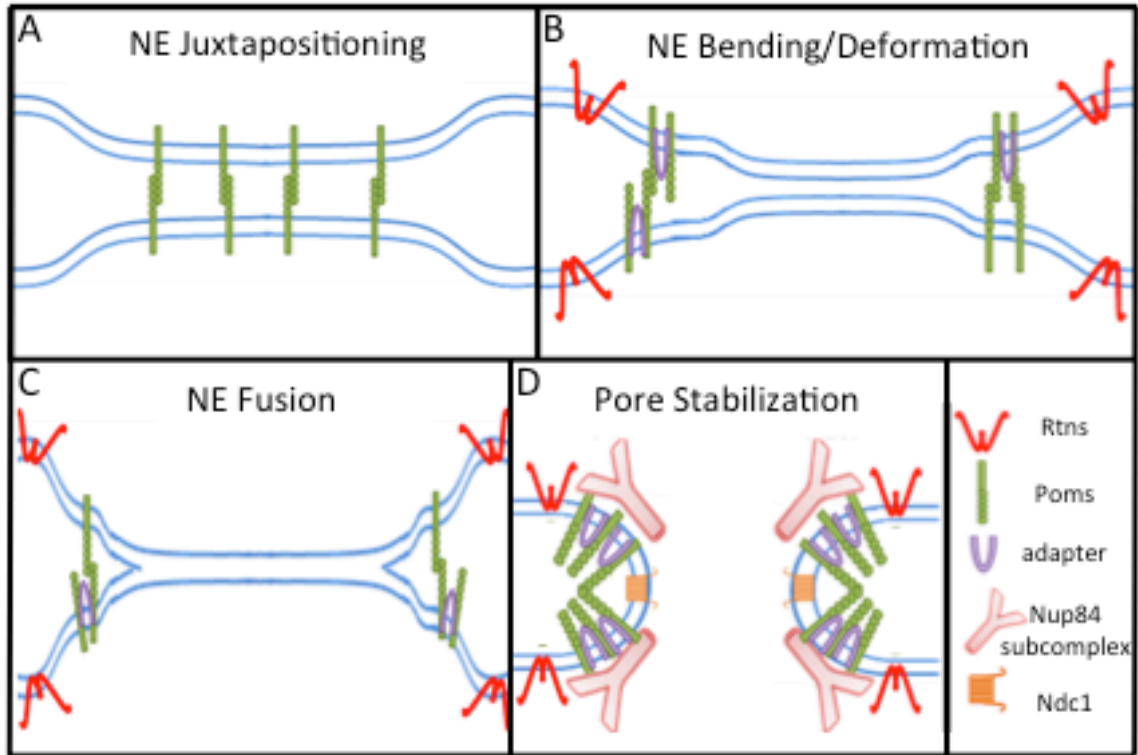 A
NE Juxtapositioning
B
NE Bending/Deformation
C
NE Fusion
D
Pore Stabilization
Rtns
Poms
adapter
Nup84
subcomplex
Ndc1